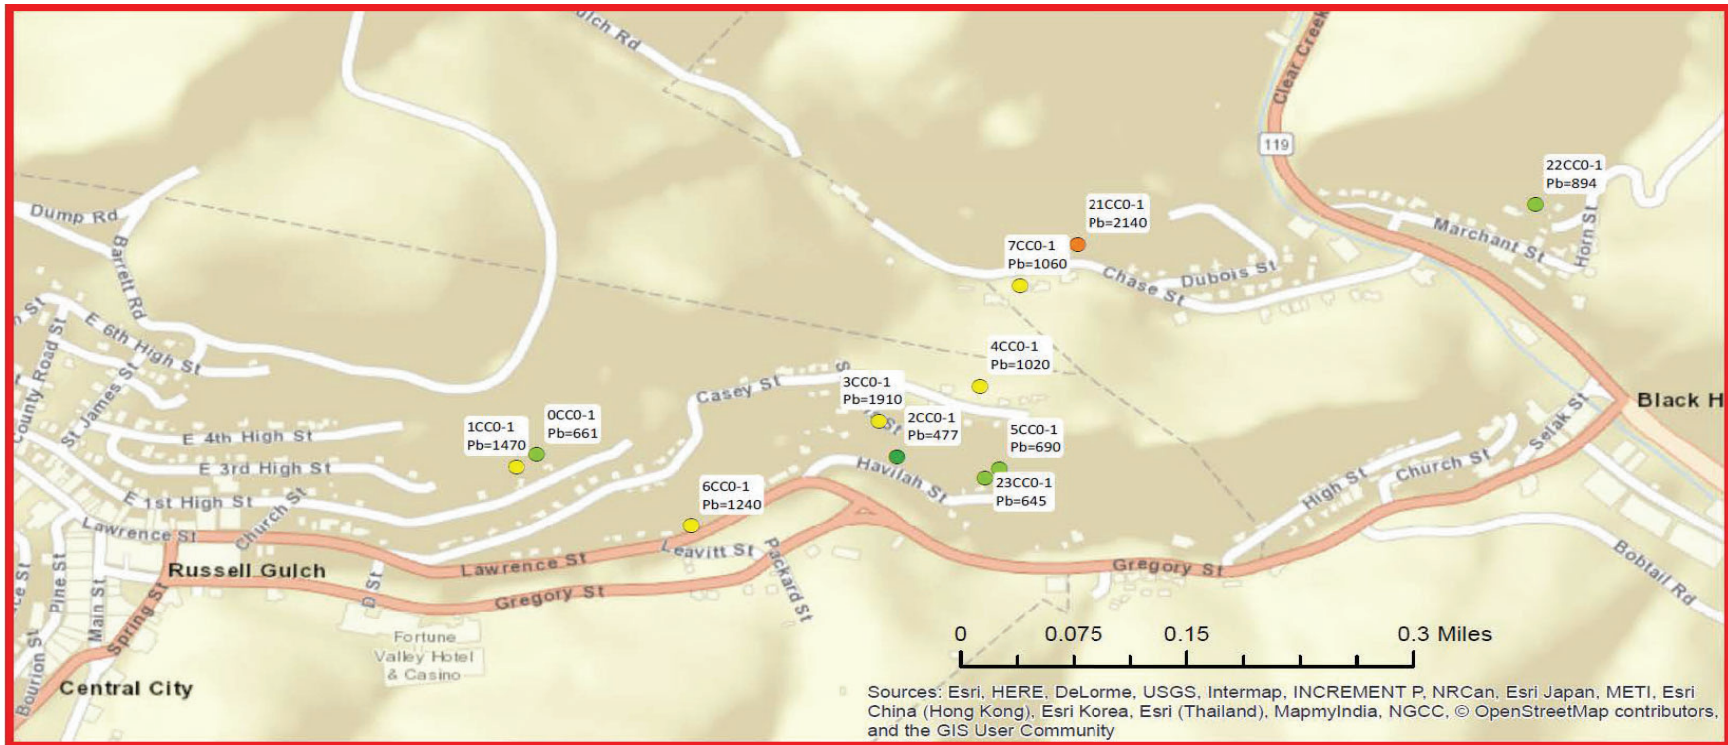 ulch Rd
Clear Creek
119
22CC0-1
Pb=894
21CC0-1
Pb=2140
7CC0-1
Pb=1060
Dump Rd
Barrett Rd
Marchant St
Horn St
Chase St
Dubois St
E 6th High St
County Road St
St James St
4CC0-1
Pb=1020
3CC0-1
Pb=1910
Casey St
2CC0-1
Pb=477
5CC0-1
Pb=690
0CC0-1
Pb=661
1CC0-1
Pb=1470
E 4th High St
E 3rd High St
E 1st High St
Church St
Lawrence St
23CC0-1
Pb=645
6CC0-1
Pb=1240
Havilah St
High St
Church St
Selak St
Black H
Leavitt St
Packard St
Lawrence St
Gregory St
Gregory St
Bobtail Rd
Russell Gulch
D St
Pine St
Main St
Spring St
Bourion St
Central City
Fortune
Valley Hotel
& Casino
0 0.075 0.15 0.3 Miles
Sources: Esri, HERE, DeLorme, USGS, Intermap, INCREMENT P, NRCan, Esri Japan, METI, Esri
China (Hong Kong), Esri Korea, Esri (Thailand), MapmyIndia, NGCC, © OpenStreetMap contributors,
and the GIS User Community